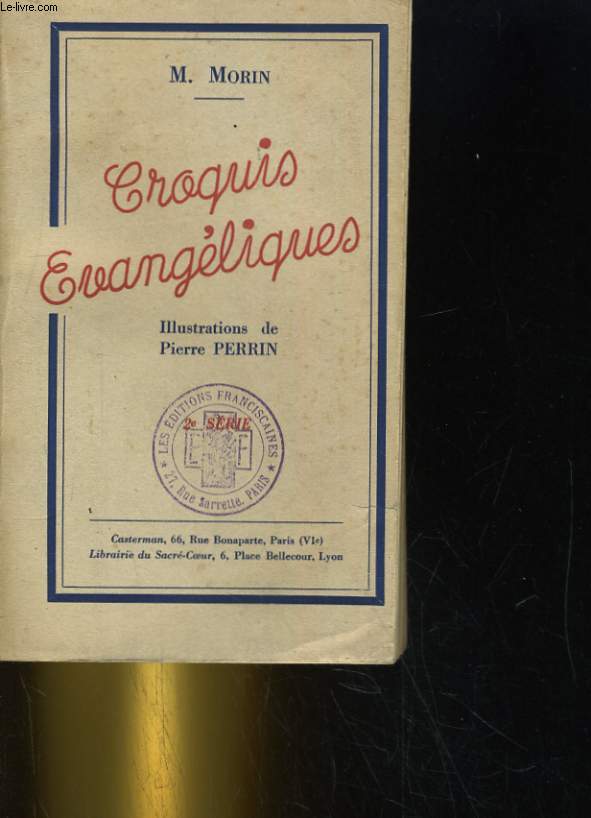 Le-livre.com
M. MORIN
Croquis
Evangéliques
Illustrations de
Pierre PERRIN
LES ÉDITIONS FRANCISCAINES
2e SÉRIE
E F
27, Rue Sarrette. PARIS
Casterman, 66, Rue Bonaparte, Paris (VIe)
Librairie du Sacré-Cœur, 6, Place Bellecour, Lyon